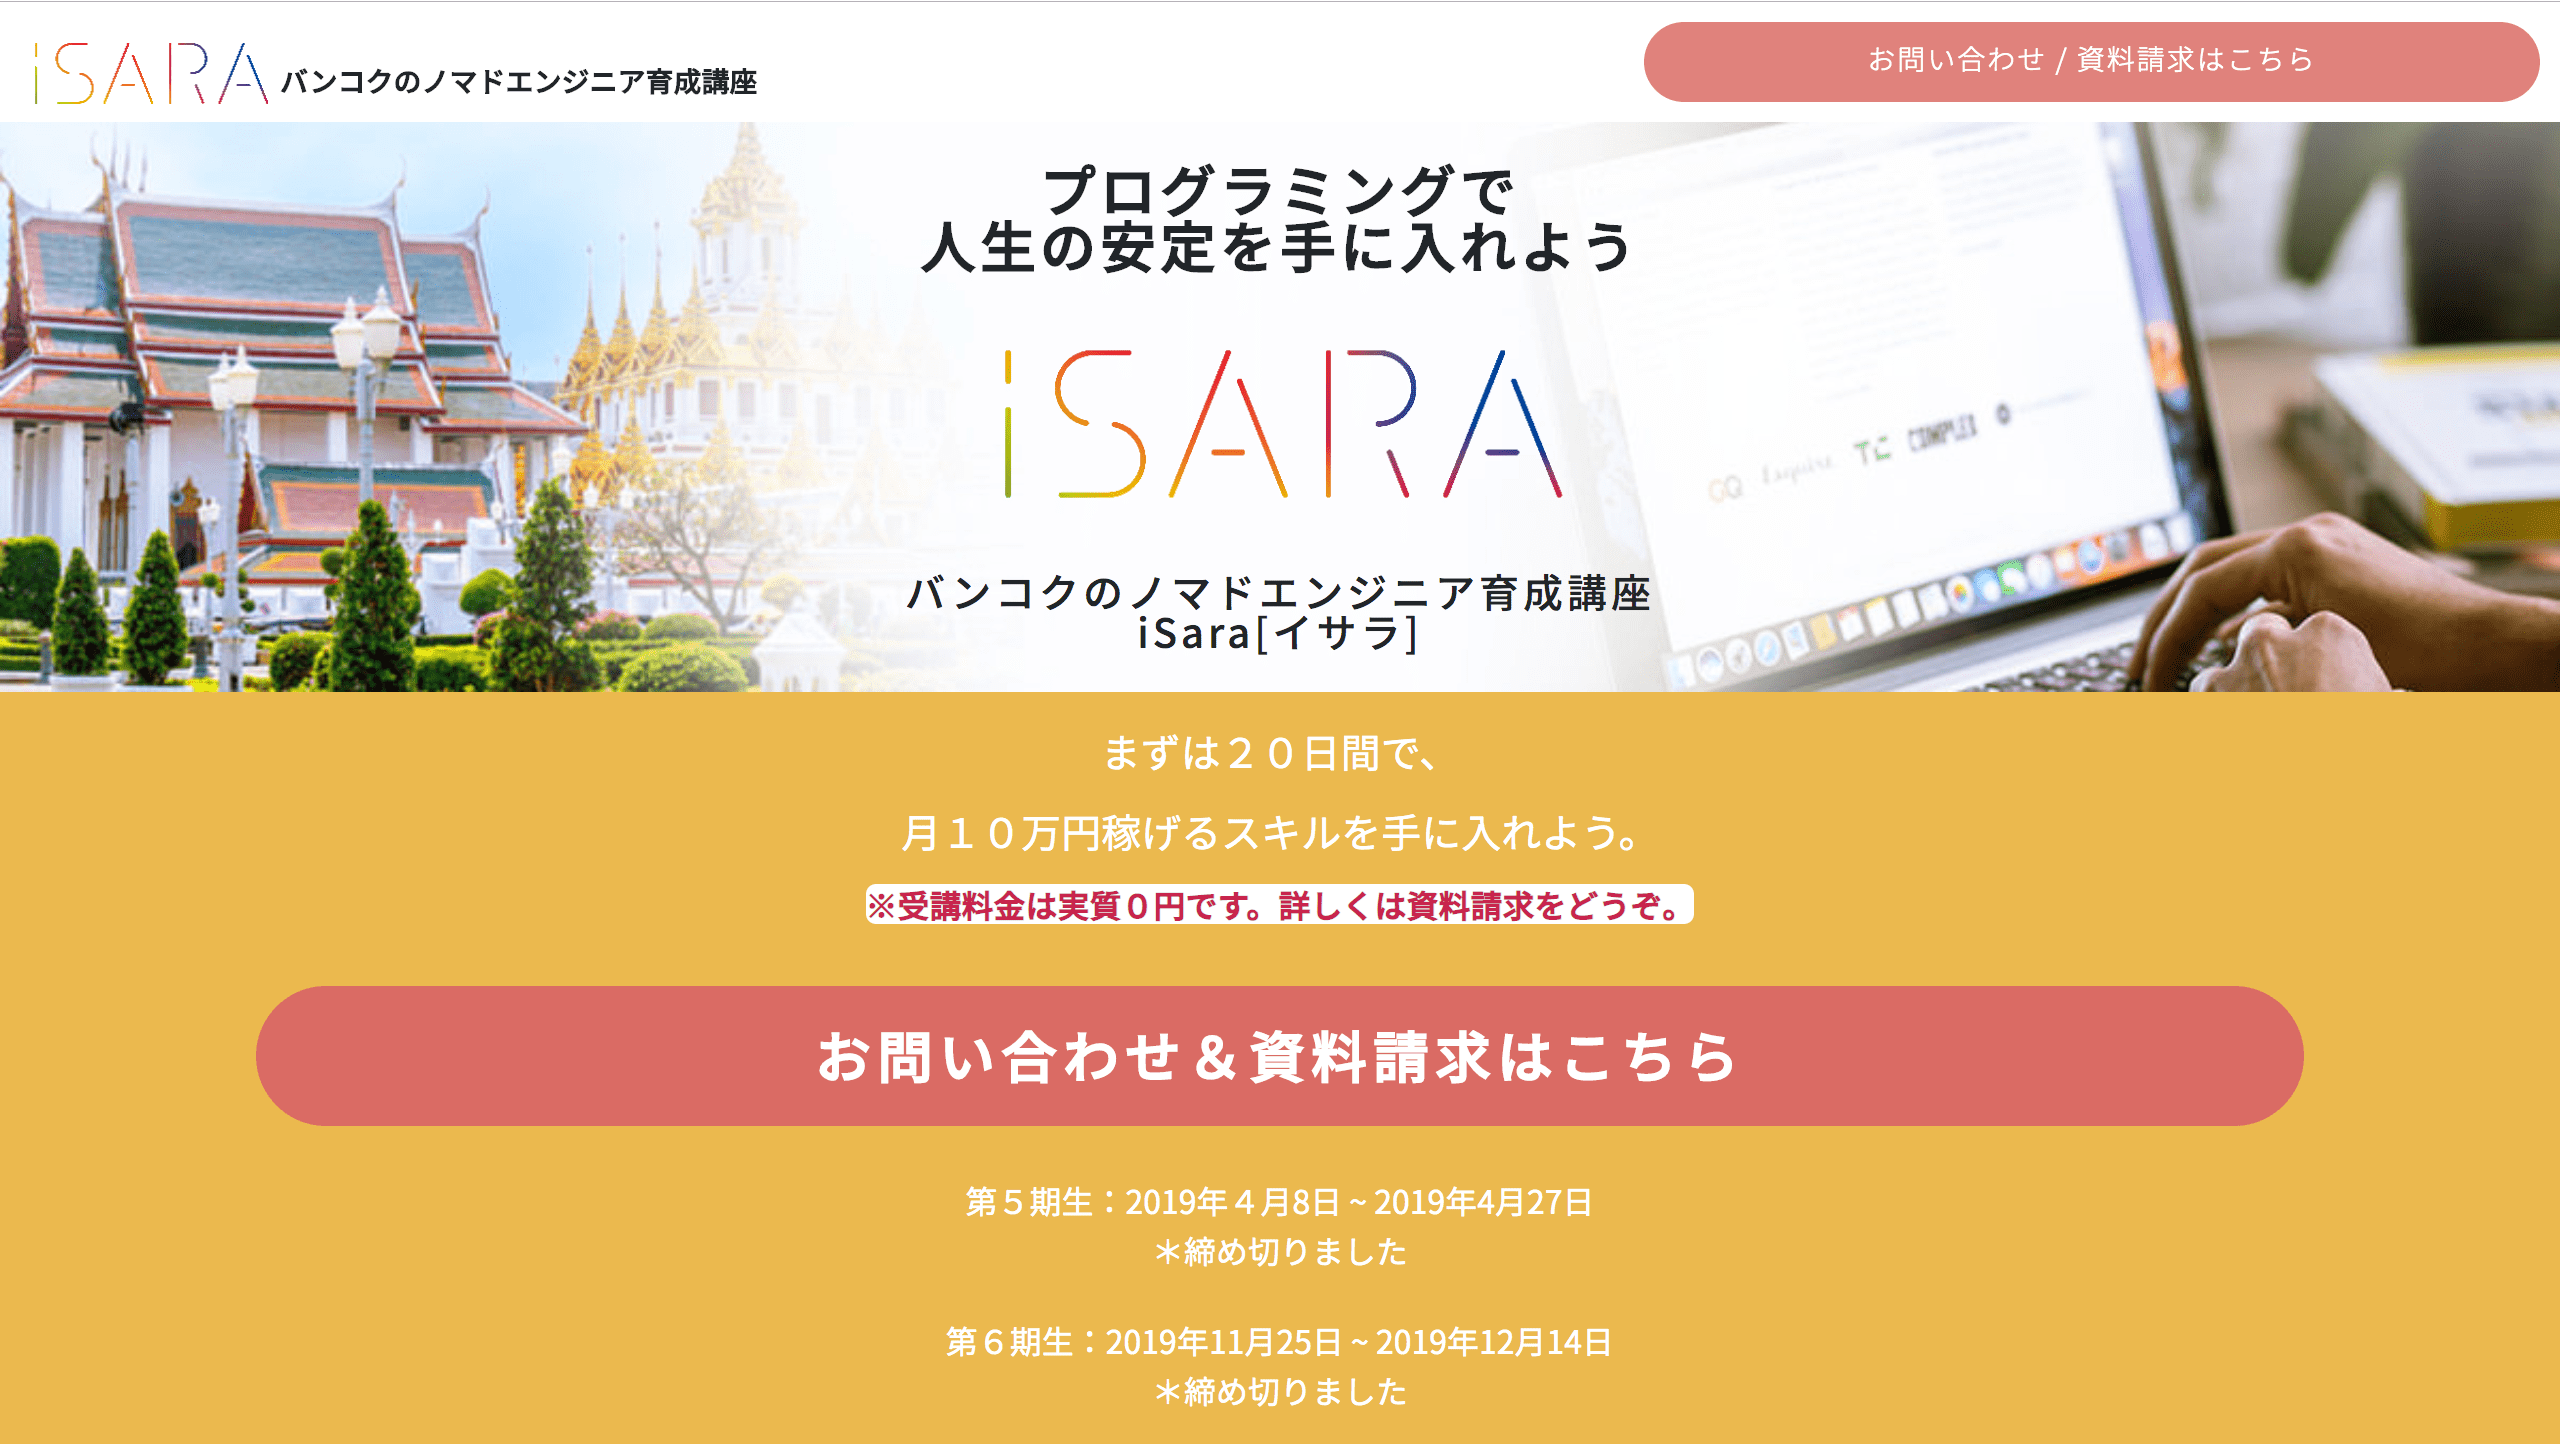 iSARA バンコクのノマドエンジニア育成講座
お問い合わせ / 資料請求はこちら
プログラミングで
人生の安定を手に入れよう
iSARA
バンコクのノマドエンジニア育成講座
iSara[イサラ]
GQ Esquire TC COMPLEX
まずは２０日間で、
月１０万円稼げるスキルを手に入れよう。
※受講料金は実質０円です。詳しくは資料請求をどうぞ。
お問い合わせ＆資料請求はこちら
第５期生：2019年４月8日 ~ 2019年4月27日
＊締め切りました
第６期生：2019年11月25日 ~ 2019年12月14日
＊締め切りました